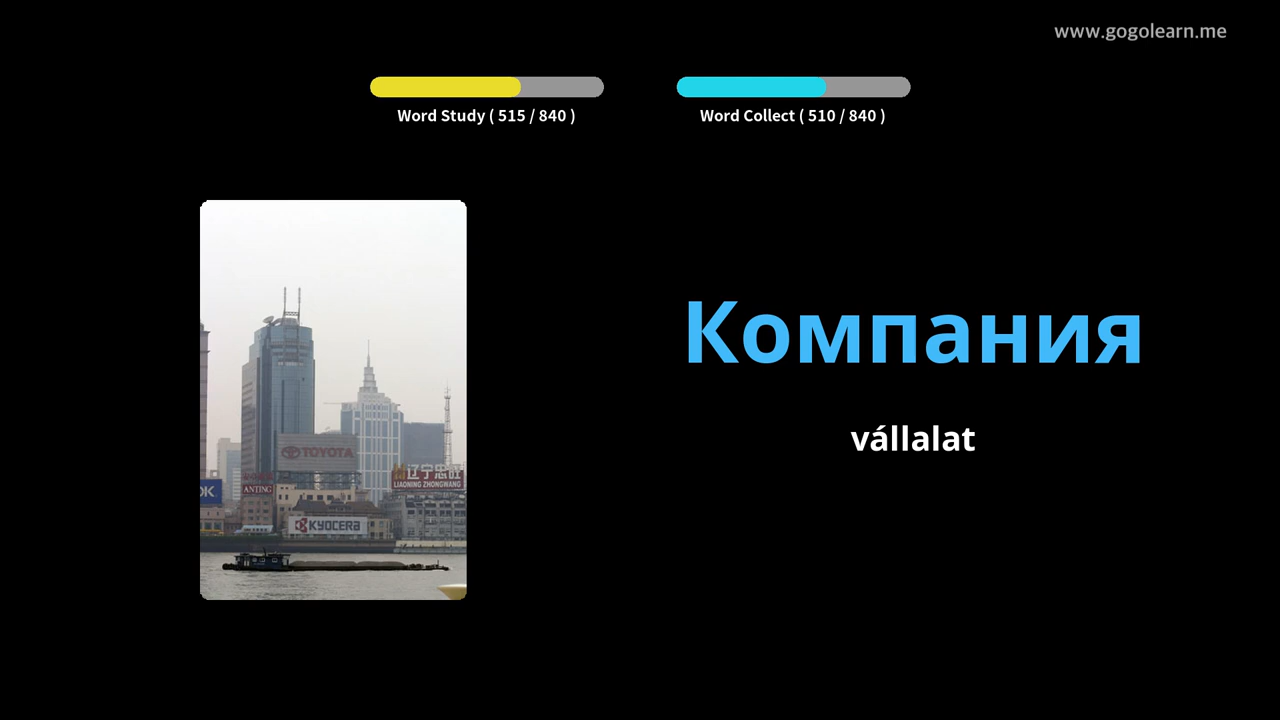 www.gogolearn.me
Word Study ( 515 / 840 )
Word Collect ( 510 / 840 )
Компания
vállalat
TOYOTA
辽宁忠旺
LIAONING ZHONGWANG
ANTING
KYOCERA